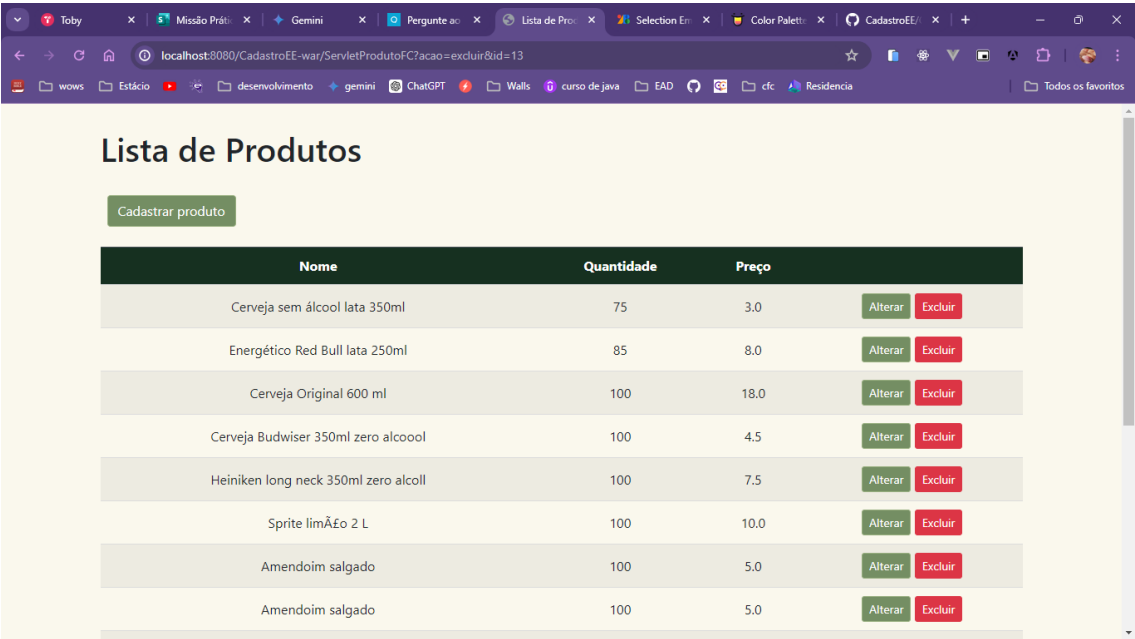 Toby
Missão Prátic
Gemini
Pergunte ao
Lista de Proc
Selection Em
Color Palette
CadastroEE/
localhost:8080/CadastroEE-war/ServletProdutoFC?acao=excluir&id=13
wows
Estácio
desenvolvimento
gemini
ChatGPT
Walls
curso de java
EAD
cfc
Residencia
Todos os favoritos
Lista de Produtos
Cadastrar produto
Nome Quantidade Preço
Cerveja sem álcool lata 350ml 75 3.0 Alterar Excluir
Energético Red Bull lata 250ml 85 8.0 Alterar Excluir
Cerveja Original 600 ml 100 18.0 Alterar Excluir
Cerveja Budwiser 350ml zero alcoool 100 4.5 Alterar Excluir
Heiniken long neck 350ml zero alcoll 100 7.5 Alterar Excluir
Sprite limÃ£o 2 L 100 10.0 Alterar Excluir
Amendoim salgado 100 5.0 Alterar Excluir
Amendoim salgado 100 5.0 Alterar Excluir